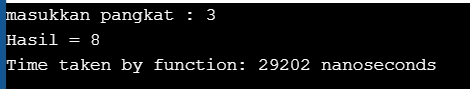 masukkan pangkat : 3
Hasil = 8
Time taken by function: 29202 nanoseconds